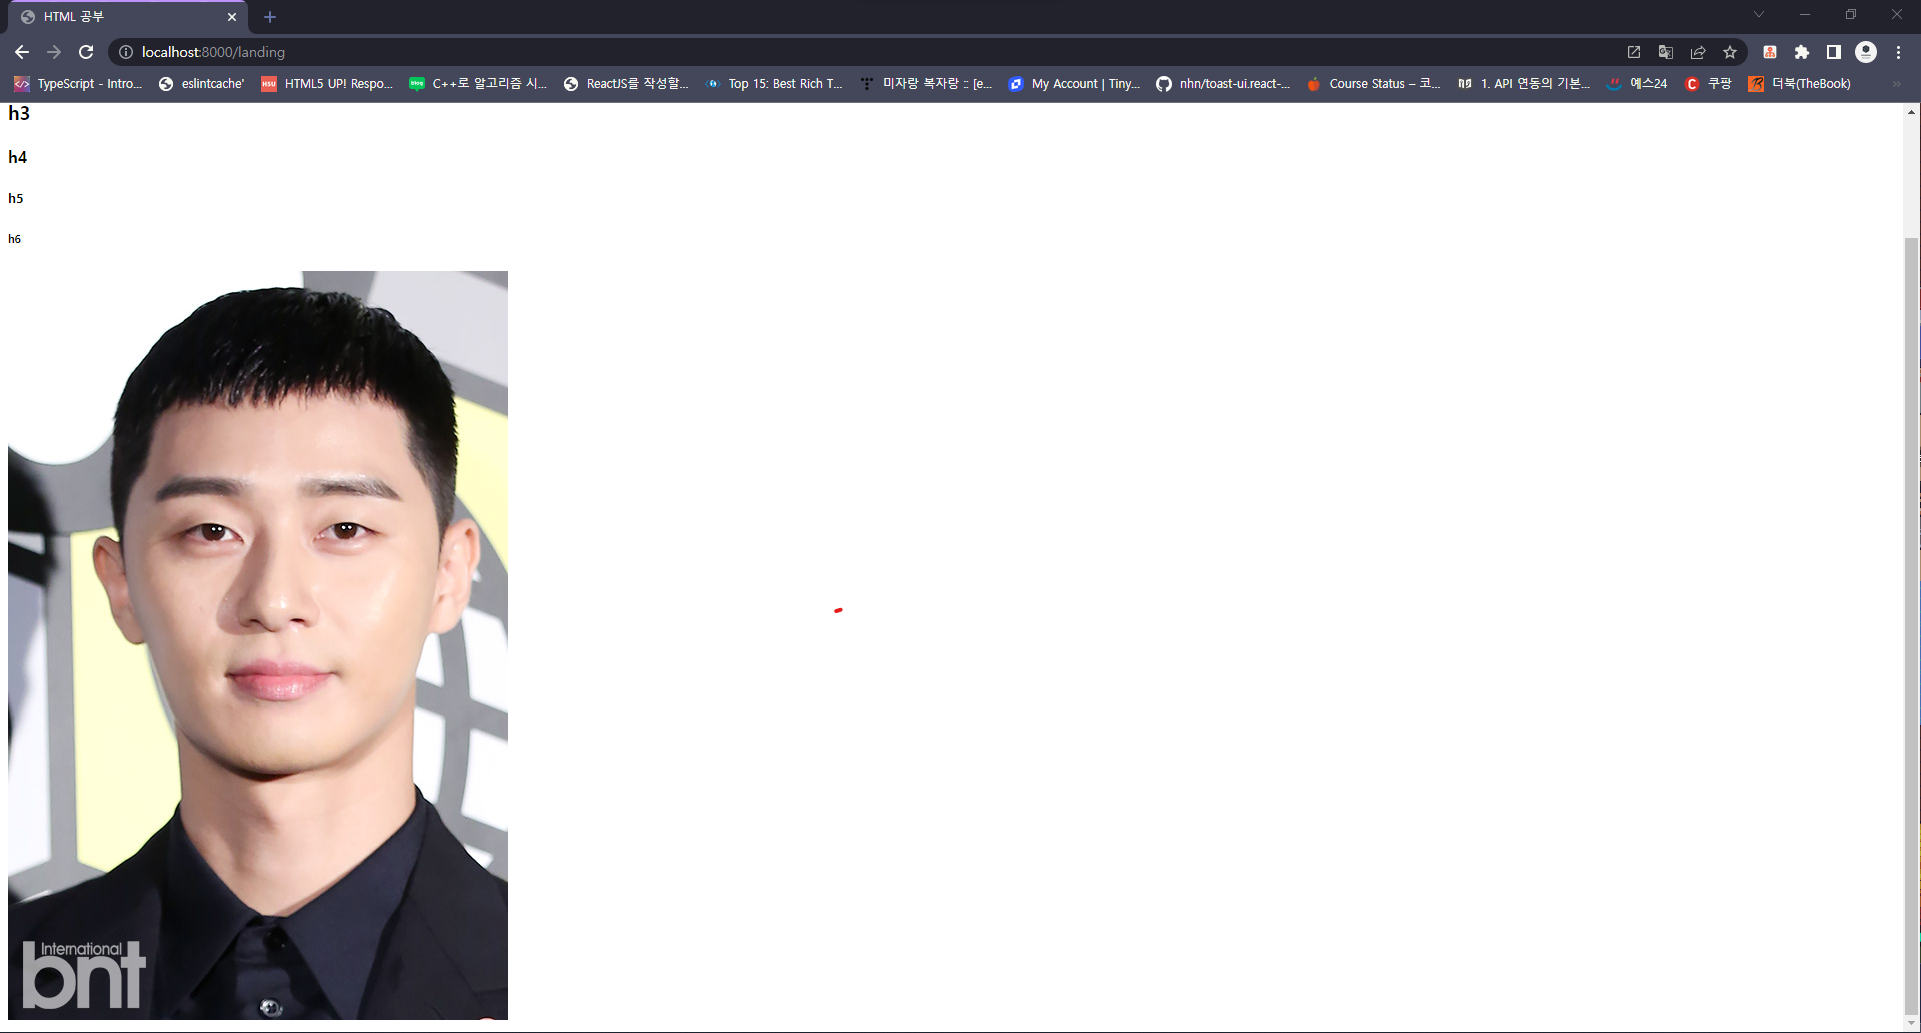 HTML 공부
localhost:8000/landing
TypeScript - Intro...
eslintcache'
HSU
HTML5 UP! Respo...
blog
C++로 알고리즘 시...
ReactJS를 작성할...
Top 15: Best Rich T...
미자랑 복자랑 :: [e...
My Account | Tiny...
nhn/toast-ui.react-...
Course Status – 코...
1. API 연동의 기본...
예스24
C
쿠팡
B
더북(TheBook)
h3
h4
h5
h6
International
bnt